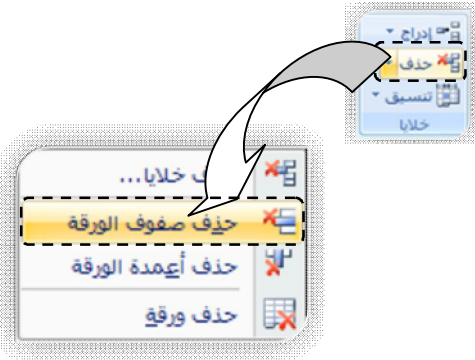 إدراج
حذف
تنسيق
خلايا
ف خلايا...
حذف صفوف الورقة
حذف أعمدة الورقة
حذف ورقة